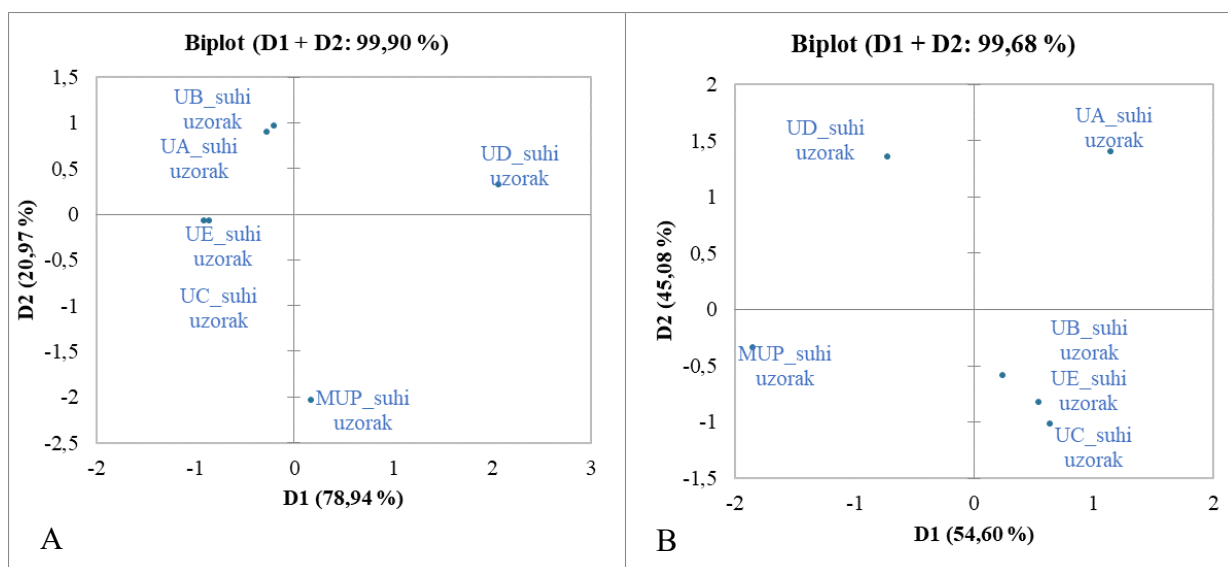 Biplot (D1 + D2: 99,90 %)
1,5
1
0,5
0
-0,5
-1
-1,5
-2
-2,5
D2 (20,97 %)
UB_suhi
uzorak
UA_suhi
uzorak
UD_suhi
uzorak
UE_suhi
uzorak
UC_suhi
uzorak
MUP_suhi
uzorak
-2
-1
0
1
2
3
D1 (78,94 %)
A
Biplot (D1 + D2: 99,68 %)
2
1,5
1
0,5
0
-0,5
-1
-1,5
D2 (45,08 %)
UD_suhi
uzorak
UA_suhi
uzorak
MUP_suhi
uzorak
UB_suhi
uzorak
UE_suhi
uzorak
UC_suhi
uzorak
-2
-1
0
1
2
D1 (54,60 %)
B